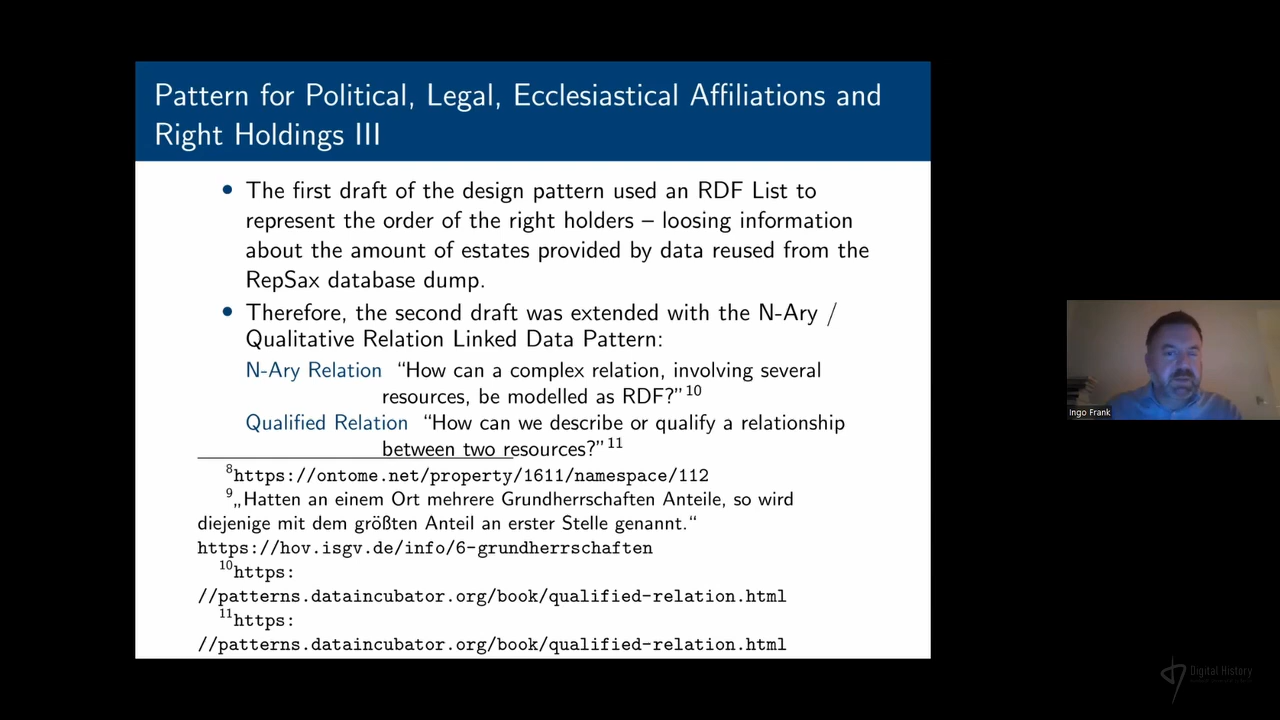 Pattern for Political, Legal, Ecclesiastical Affiliations and
Right Holdings III
• The first draft of the design pattern used an RDF List to
represent the order of the right holders – loosing information
about the amount of estates provided by data reused from the
RepSax database dump.
• Therefore, the second draft was extended with the N-Ary /
Qualitative Relation Linked Data Pattern:
N-Ary Relation “How can a complex relation, involving several
resources, be modelled as RDF?”10
Qualified Relation “How can we describe or qualify a relationship
between two resources?”11
8https://ontome.net/property/1611/namespace/112
9„Hatten an einem Ort mehrere Grundherrschaften Anteile, so wird
diejenige mit dem größten Anteil an erster Stelle genannt.“
https://hov.isgv.de/info/6-grundherrschaften
10https:
//patterns.dataincubator.org/book/qualified-relation.html
11https:
//patterns.dataincubator.org/book/qualified-relation.html
Ingo Frank
Digital History